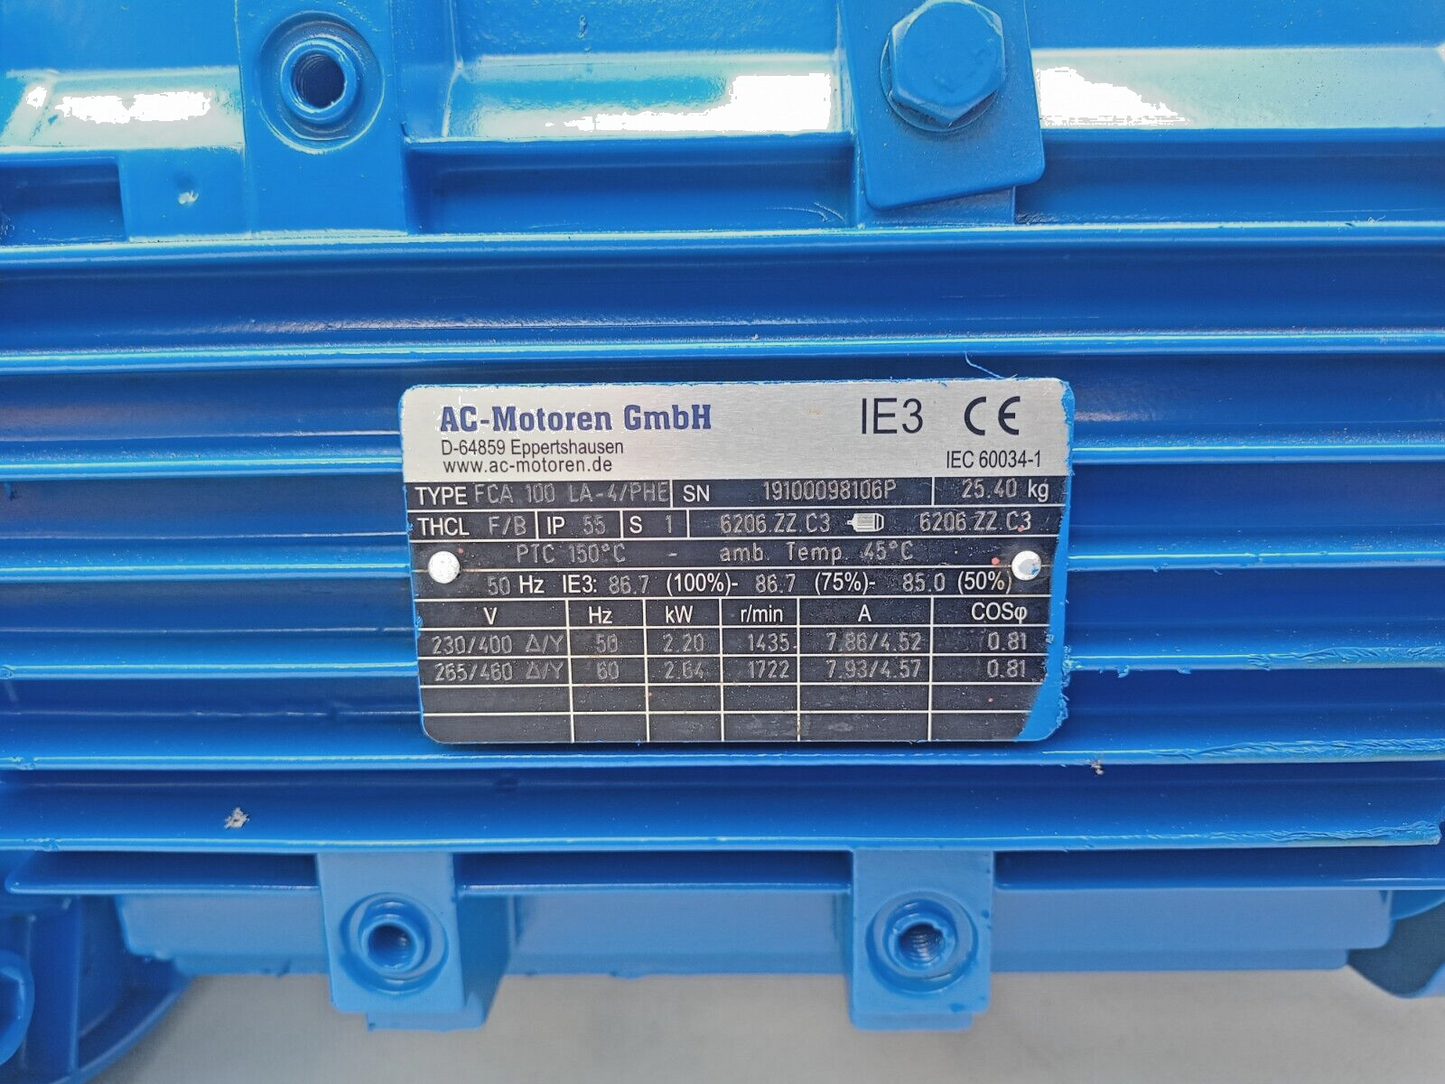 AC-Motoren GmbH IE3 CE
D-64859 Eppertshausen
www.ac-motoren.de IEC 60034-1
TYPE FCA 100 LA-4/PHE SN 19100098106P 25.40 kg
THCL F/B IP 55 S 1 6206.ZZ.C3 6206.ZZ.C3
PTC 150°C - amb. Temp. 45°C
50 Hz IE3: 86.7 (100%)- 86.7 (75%)- 85.0 (50%)
V Hz kW r/min A COSφ
230/400 Δ/Y 50 2.20 1435 7.86/4.52 0.81
265/460 Δ/Y 60 2.64 1722 7.93/4.57 0.81